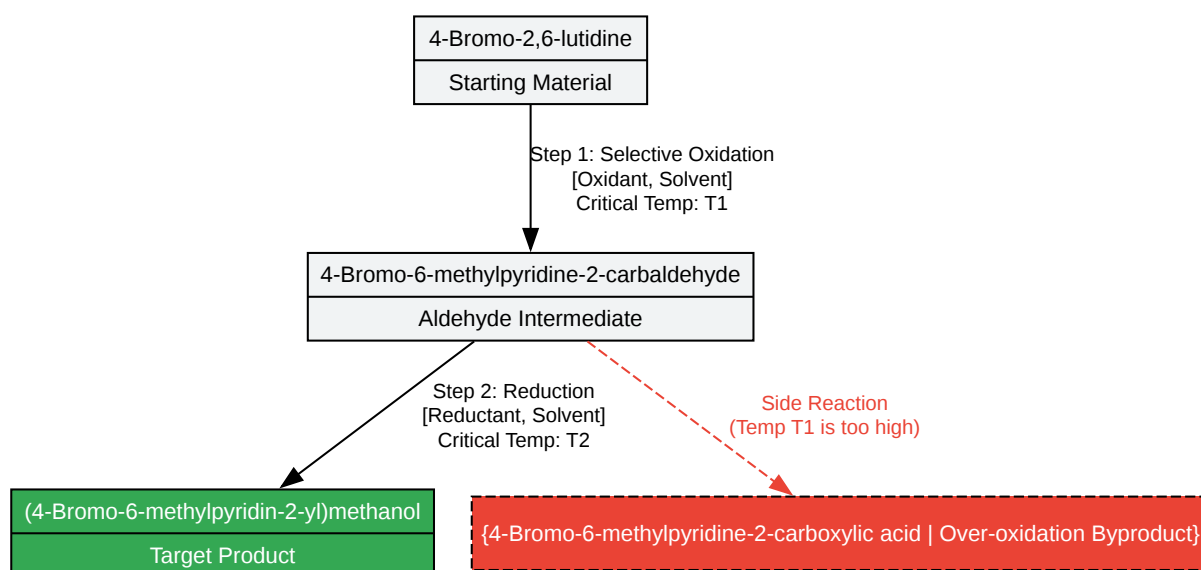 4-Bromo-2,6-lutidine
Starting Material
Step 1: Selective Oxidation
[Oxidant, Solvent]
Critical Temp: T1
4-Bromo-6-methylpyridine-2-carbaldehyde
Aldehyde Intermediate
Step 2: Reduction
[Reductant, Solvent]
Critical Temp: T2
Side Reaction
(Temp T1 is too high)
(4-Bromo-6-methylpyridin-2-yl)methanol
Target Product
{4-Bromo-6-methylpyridine-2-carboxylic acid | Over-oxidation Byproduct}